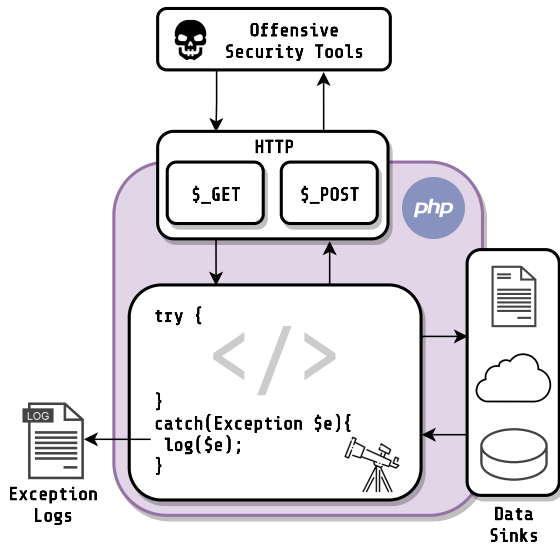 Offensive
Security Tools
HTTP
$_GET
$_POST
php
try {
</>
}
catch(Exception $e){
log($e);
}
LOG
Exception
Logs
Data
Sinks